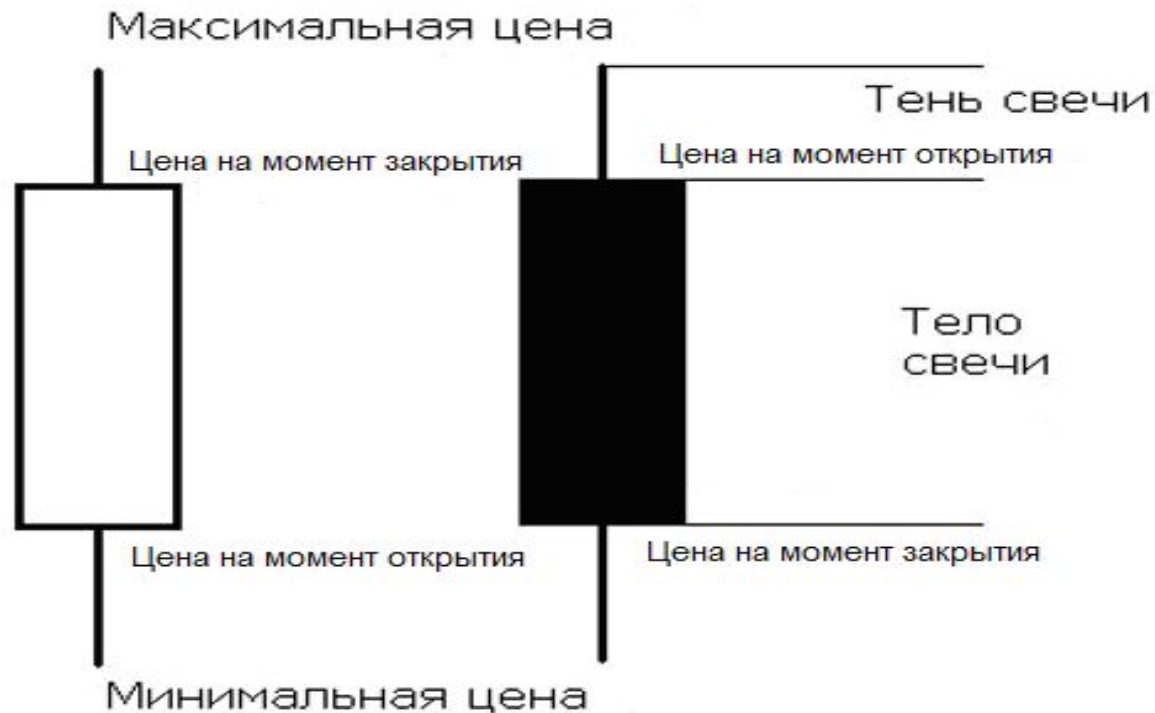 Максимальная цена
Тень свечи
Цена на момент закрытия
Цена на момент открытия
Тело
свечи
Цена на момент открытия
Цена на момент закрытия
Минимальная цена